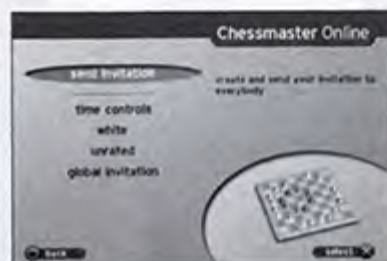 Chessmaster Online
send invitation
create and send your invitation to
everybody
time controls
white
unrated
global invitation
back
select